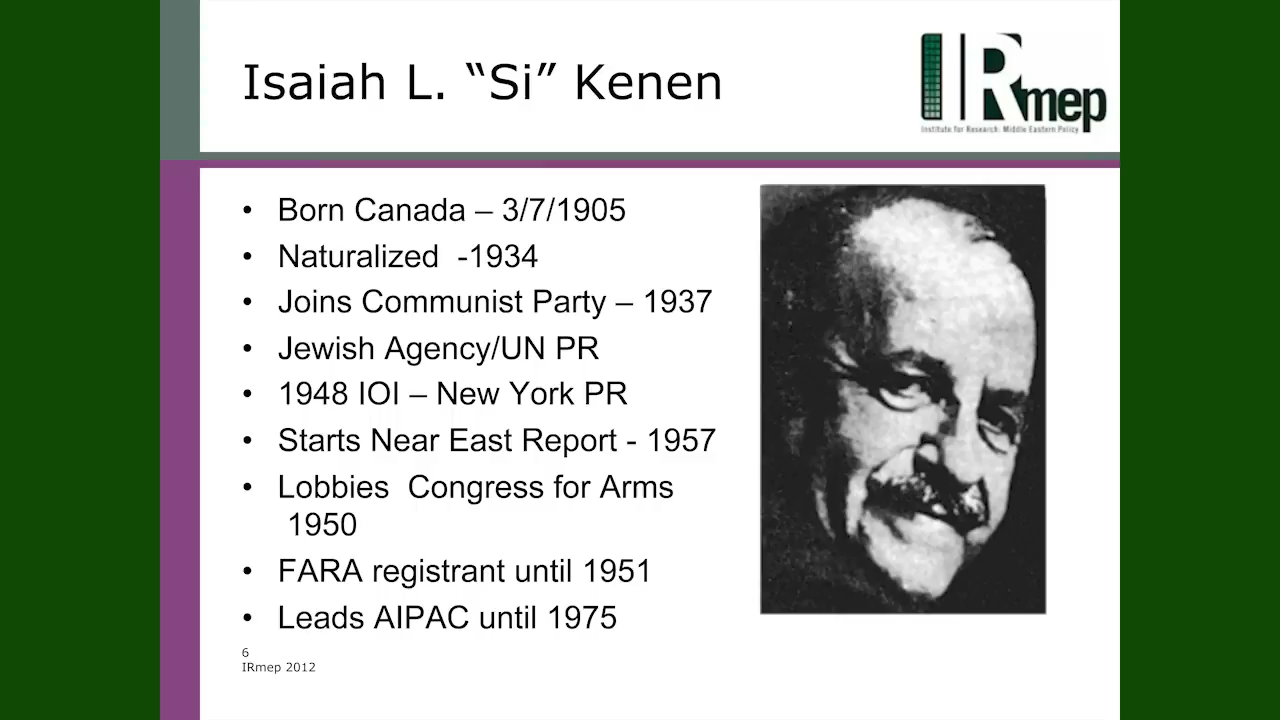 Isaiah L. “Si” Kenen
IRmep
Institute for Research: Middle Eastern Policy
• Born Canada – 3/7/1905
• Naturalized -1934
• Joins Communist Party – 1937
• Jewish Agency/UN PR
• 1948 IOI – New York PR
• Starts Near East Report - 1957
• Lobbies Congress for Arms
1950
• FARA registrant until 1951
• Leads AIPAC until 1975
6
IRmep 2012